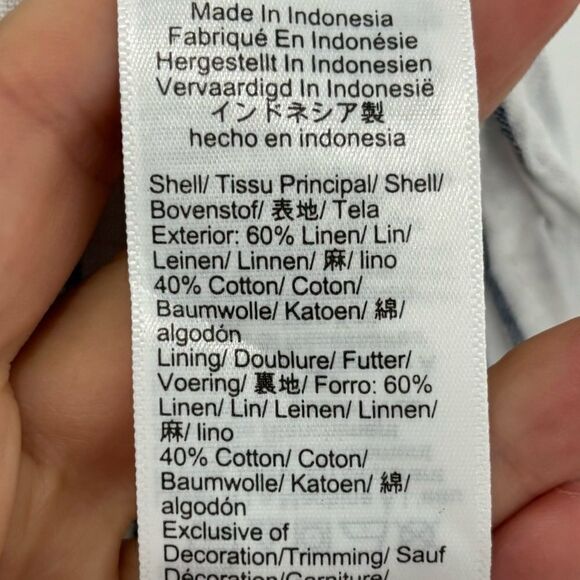 Made In Indonesia
Fabriqué En Indonésie
Hergestellt In Indonesien
Vervaardigd In Indonesië
インドネシア製
hecho en indonesia
Shell/ Tissu Principal/ Shell/
Bovenstof/ 表地/ Tela
Exterior: 60% Linen/ Lin/
Leinen/ Linnen/ 麻/ lino
40% Cotton/ Coton/
Baumwolle/ Katoen/ 綿/
algodón
Lining/ Doublure/ Futter/
Voering/ 裏地/ Forro: 60%
Linen/ Lin/ Leinen/ Linnen/
麻/ lino
40% Cotton/ Coton/
Baumwolle/ Katoen/ 綿/
algodón
Exclusive of
Decoration/Trimming/ Sauf
Décoration/Garniture/